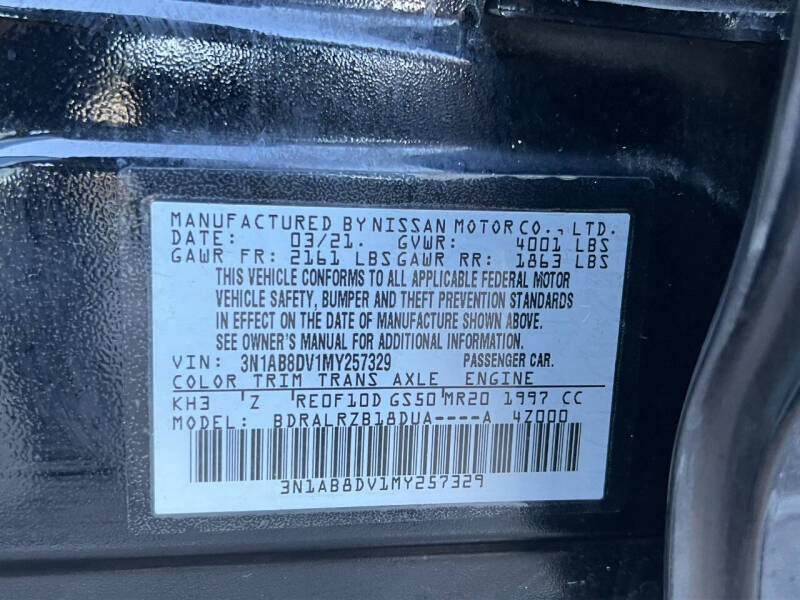 MANUFACTURED BY NISSAN MOTOR CO., LTD.
DATE: 03/21. GVWR: 4001 LBS
GAWR FR: 2161 LBS GAWR RR: 1863 LBS
THIS VEHICLE CONFORMS TO ALL APPLICABLE FEDERAL MOTOR
VEHICLE SAFETY, BUMPER AND THEFT PREVENTION STANDARDS
IN EFFECT ON THE DATE OF MANUFACTURE SHOWN ABOVE.
SEE OWNER'S MANUAL FOR ADDITIONAL INFORMATION.
VIN: 3N1AB8DV1MY257329 PASSENGER CAR.
COLOR TRIM TRANS AXLE ENGINE
KH3 'Z 'RE0F10D GS50'MR20 1997 CC
MODEL: BDRALRZB18DUA----A 4Z000
3N1AB8DV1MY257329